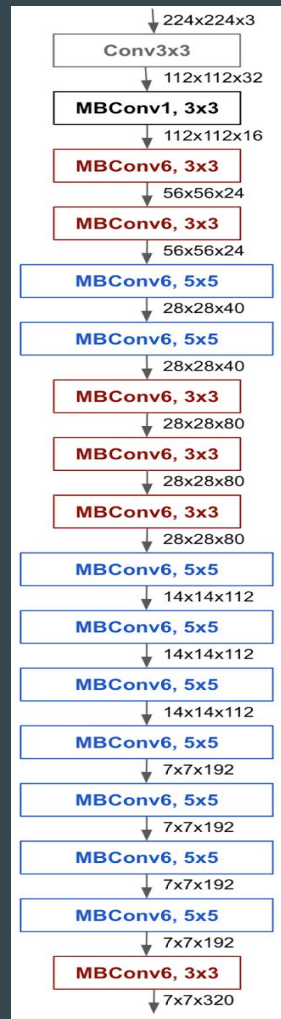 224x224x3
Conv3x3
112x112x32
MBConv1, 3x3
112x112x16
MBConv6, 3x3
56x56x24
MBConv6, 3x3
56x56x24
MBConv6, 5x5
28x28x40
MBConv6, 5x5
28x28x40
MBConv6, 3x3
28x28x80
MBConv6, 3x3
28x28x80
MBConv6, 3x3
28x28x80
MBConv6, 5x5
14x14x112
MBConv6, 5x5
14x14x112
MBConv6, 5x5
14x14x112
MBConv6, 5x5
7x7x192
MBConv6, 5x5
7x7x192
MBConv6, 5x5
7x7x192
MBConv6, 5x5
7x7x192
MBConv6, 3x3
7x7x320